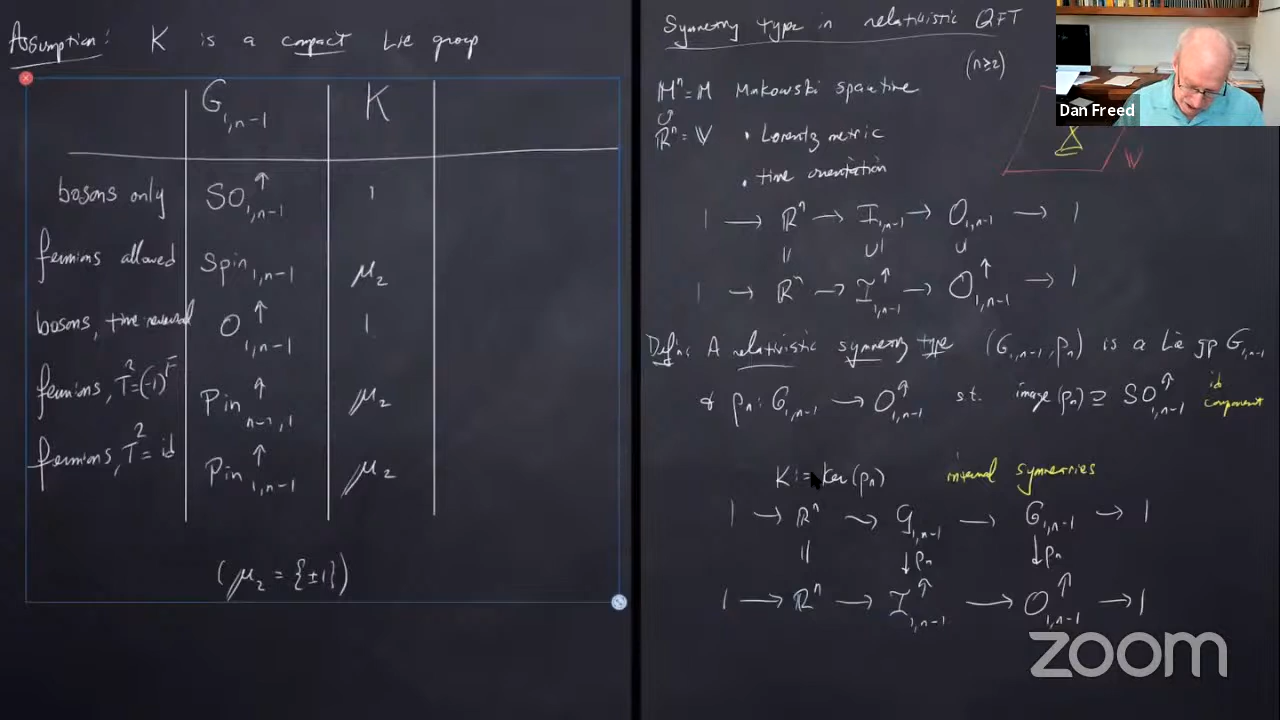 Assumption: K is a compact Lie group
G_{1,n-1} K
bosons only SO^↑_{1,n-1} 1
fermions allowed Spin_{1,n-1} μ_2
bosons, time reversal O^↑_{1,n-1} 1
fermions, T^2=(-1)^F Pin^↑_{n-1,1} μ_2
fermions, T^2 = id Pin^↑_{1,n-1} μ_2
(μ_2 = {±1})
Symmetry type in relativistic QFT
(n≥2)
M^n = M Minkowski spacetime
↺
R^n = V • Lorentz metric
• time orientation
V
1 → R^n → I_{1,n-1} → O_{1,n-1} → 1
|| ∪| ∪
1 → R^n → I^↑_{1,n-1} → O^↑_{1,n-1} → 1
Defn: A relativistic symmetry type (G_{1,n-1}, ρ_n) is a Lie gp G_{1,n-1}
& ρ_n: G_{1,n-1} → O^↑_{1,n-1} s.t. image(ρ_n) ⊇ SO^↑_{1,n-1} id component
K := ker(ρ_n) internal symmetries
1 → R^n → G_{1,n-1} → G_{1,n-1} → 1
|| ↓ρ_n ↓ρ_n
1 → R^n → I^↑_{1,n-1} → O^↑_{1,n-1} → 1
Dan Freed
zoom